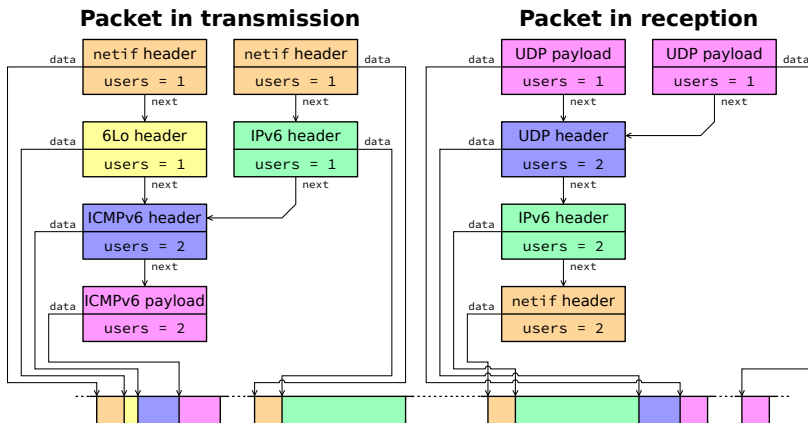 Packet in transmission
Packet in reception
data
netif header
users = 1
next
netif header
users = 1
next
data
data
6Lo header
users = 1
next
IPv6 header
users = 1
next
data
data
ICMPv6 header
users = 2
next
data
ICMPv6 payload
users = 2
data
UDP payload
users = 1
next
UDP payload
users = 1
next
data
data
UDP header
users = 2
next
data
IPv6 header
users = 2
next
data
netif header
users = 2